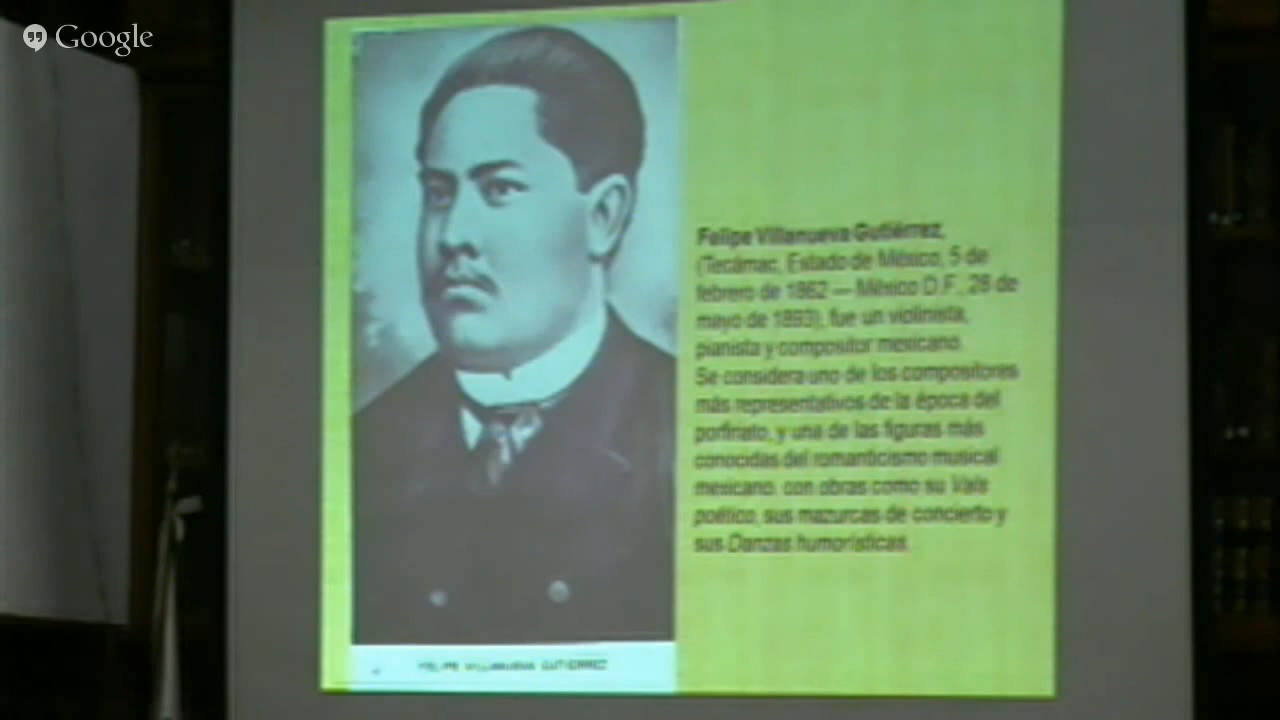 Google
Felipe Villanueva Gutiérrez,
(Tecámac, Estado de México, 5 de
febrero de 1862 — México D.F., 28 de
mayo de 1893), fue un violinista,
pianista y compositor mexicano.
Se considera uno de los compositores
más representativos de la época del
porfiriato, y una de las figuras más
conocidas del romanticismo musical
mexicano, con obras como su Vals
poético, sus mazurcas de concierto y
sus Danzas humorísticas.
FELIPE VILLANUEVA GUTIERREZ